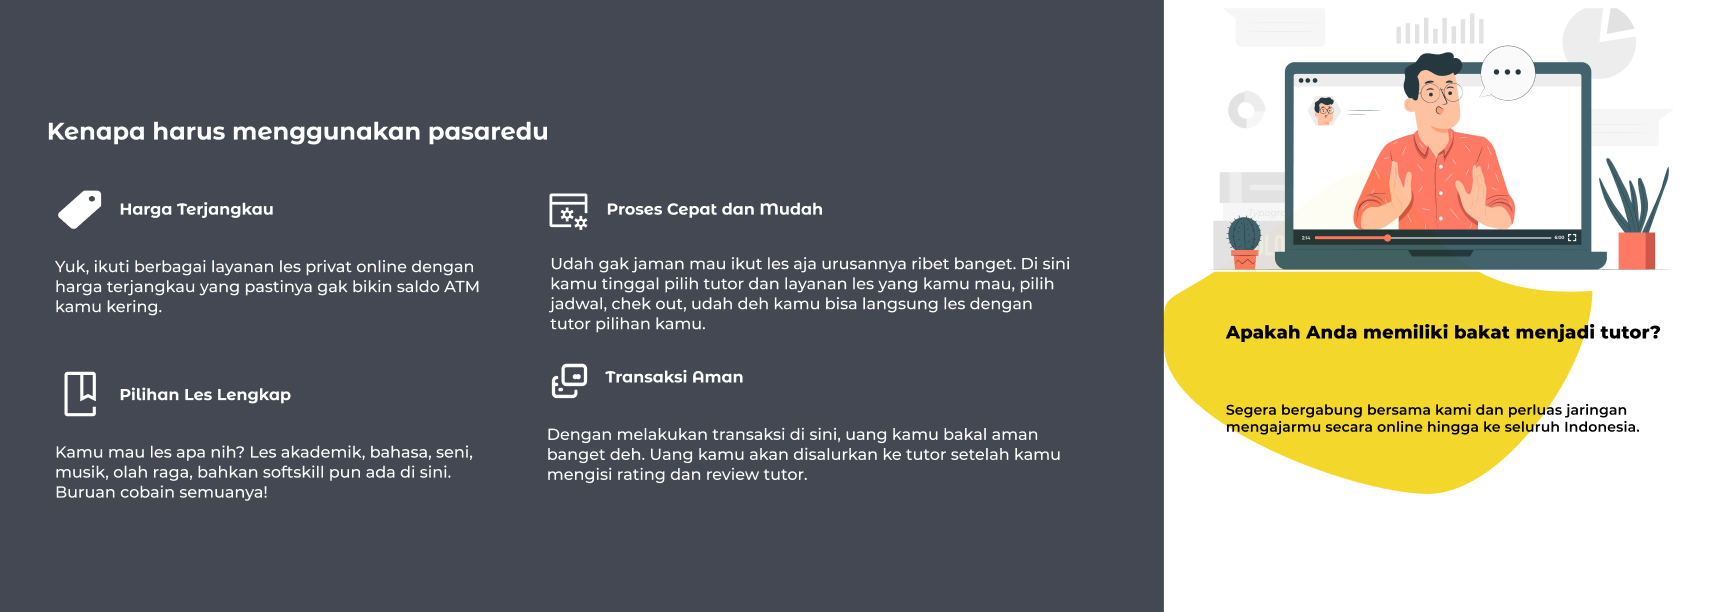 Kenapa harus menggunakan pasaredu
Harga Terjangkau
Yuk, ikuti berbagai layanan les privat online dengan
harga terjangkau yang pastinya gak bikin saldo ATM
kamu kering.
Proses Cepat dan Mudah
Udah gak jaman mau ikut les aja urusannya ribet banget. Di sini
kamu tinggal pilih tutor dan layanan les yang kamu mau, pilih
jadwal, chek out, udah deh kamu bisa langsung les dengan
tutor pilihan kamu.
Pilihan Les Lengkap
Kamu mau les apa nih? Les akademik, bahasa, seni,
musik, olah raga, bahkan softskill pun ada di sini.
Buruan cobain semuanya!
Transaksi Aman
Dengan melakukan transaksi di sini, uang kamu bakal aman
banget deh. Uang kamu akan disalurkan ke tutor setelah kamu
mengisi rating dan review tutor.
2:14
6:00
Apakah Anda memiliki bakat menjadi tutor?
Segera bergabung bersama kami dan perluas jaringan
mengajarmu secara online hingga ke seluruh Indonesia.